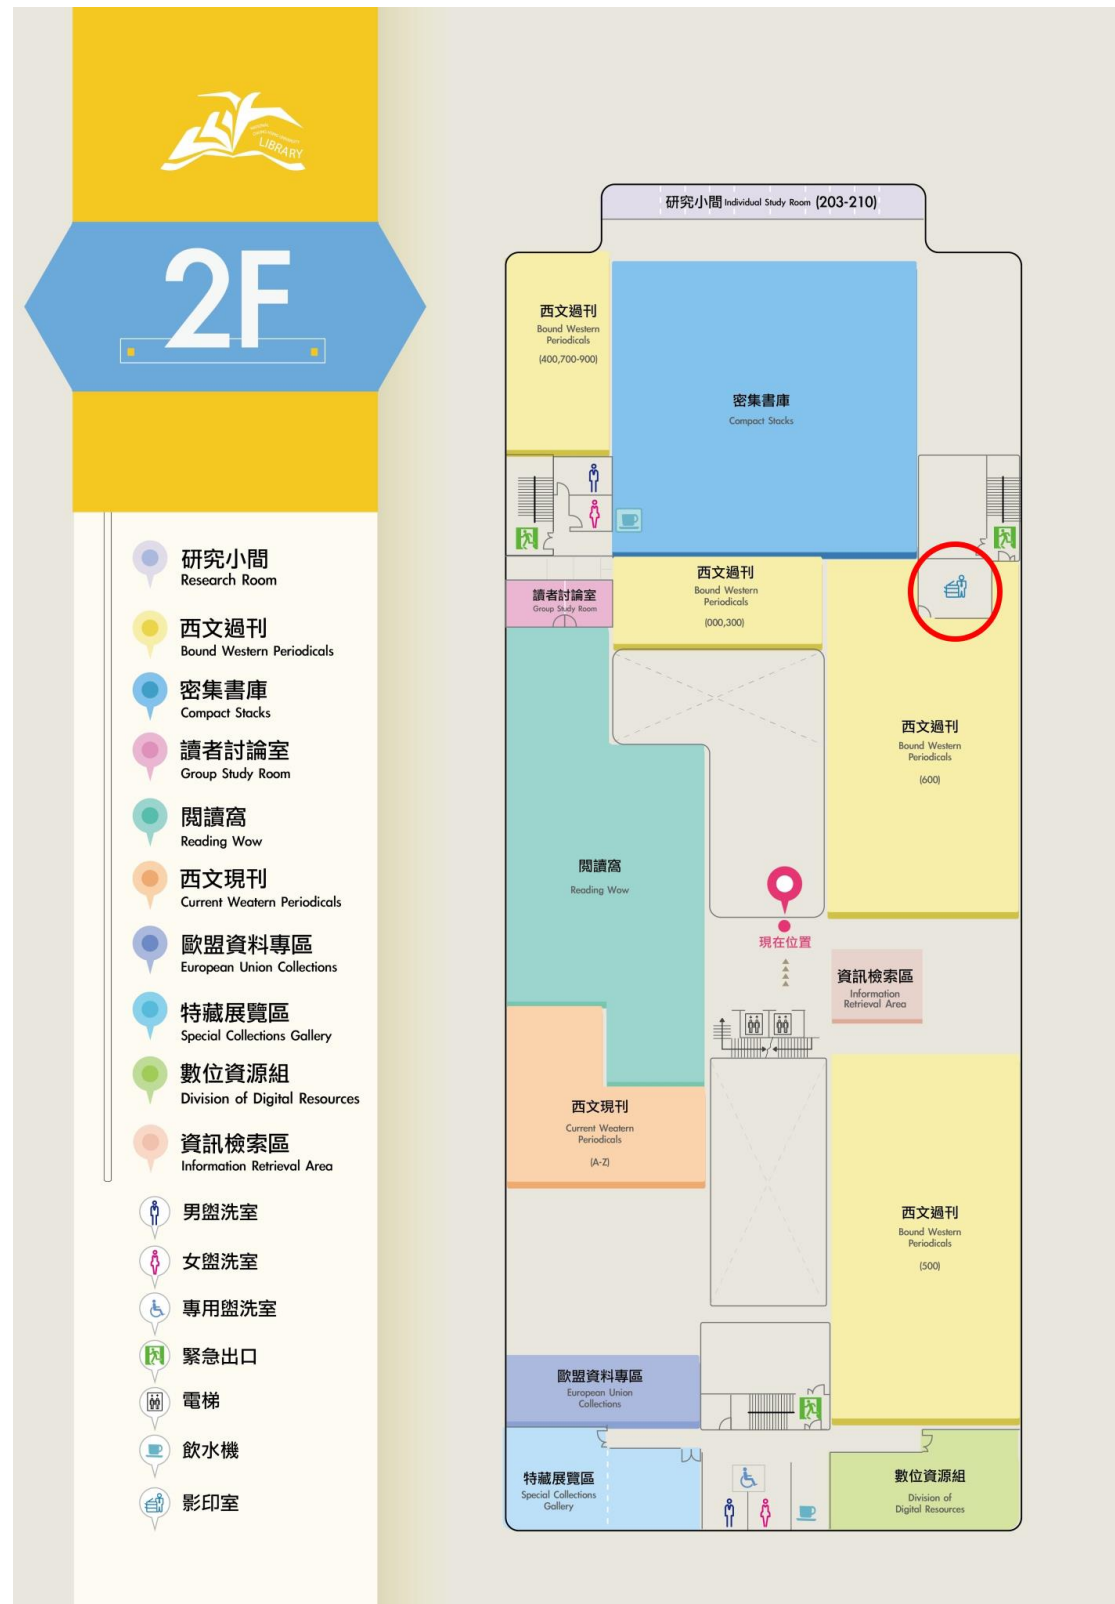 LIBRARY
2F
研究小間
Research Room
西文過刊
Bound Western Periodicals
密集書庫
Compact Stacks
讀者討論室
Group Study Room
閱讀窩
Reading Wow
西文現刊
Current Weatern Periodicals
歐盟資料專區
European Union Collections
特藏展覽區
Special Collections Gallery
數位資源組
Division of Digital Resources
資訊檢索區
Information Retrieval Area
男盥洗室
女盥洗室
專用盥洗室
緊急出口
電梯
飲水機
影印室
研究小間 Individual Study Room (203-210)
西文過刊
Bound Western
Periodicals
(400,700-900)
密集書庫
Compact Stacks
西文過刊
Bound Western
Periodicals
(000,300)
讀者討論室
Group Study Room
西文過刊
Bound Western
Periodicals
(600)
閱讀窩
Reading Wow
現在位置
資訊檢索區
Information
Retrieval Area
西文現刊
Current Weatern
Periodicals
(A-Z)
西文過刊
Bound Western
Periodicals
(500)
歐盟資料專區
European Union
Collections
特藏展覽區
Special Collections
Gallery
數位資源組
Division of
Digital Resources